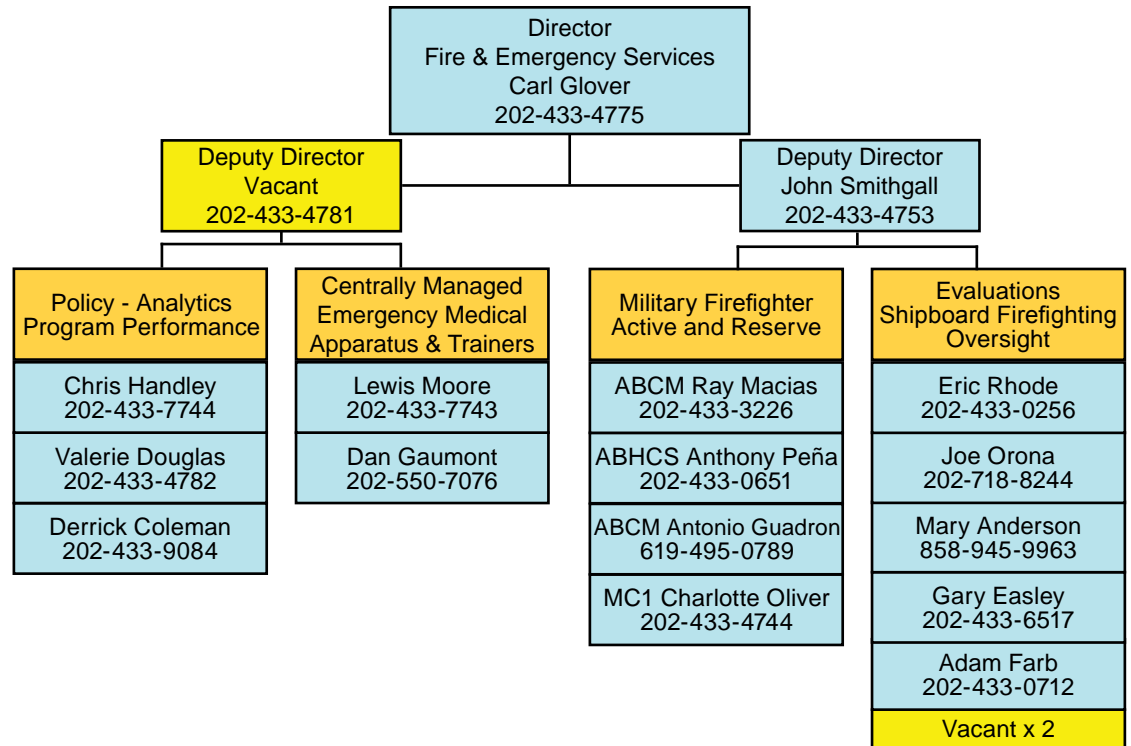 Director
Fire & Emergency Services
Carl Glover
202-433-4775
Deputy Director
Vacant
202-433-4781
Deputy Director
John Smithgall
202-433-4753
Policy - Analytics
Program Performance
Chris Handley
202-433-7744
Valerie Douglas
202-433-4782
Derrick Coleman
202-433-9084
Centrally Managed
Emergency Medical
Apparatus & Trainers
Lewis Moore
202-433-7743
Dan Gaumont
202-550-7076
Military Firefighter
Active and Reserve
ABCM Ray Macias
202-433-3226
ABHCS Anthony Peña
202-433-0651
ABCM Antonio Guadron
619-495-0789
MC1 Charlotte Oliver
202-433-4744
Evaluations
Shipboard Firefighting
Oversight
Eric Rhode
202-433-0256
Joe Orona
202-718-8244
Mary Anderson
858-945-9963
Gary Easley
202-433-6517
Adam Farb
202-433-0712
Vacant x 2